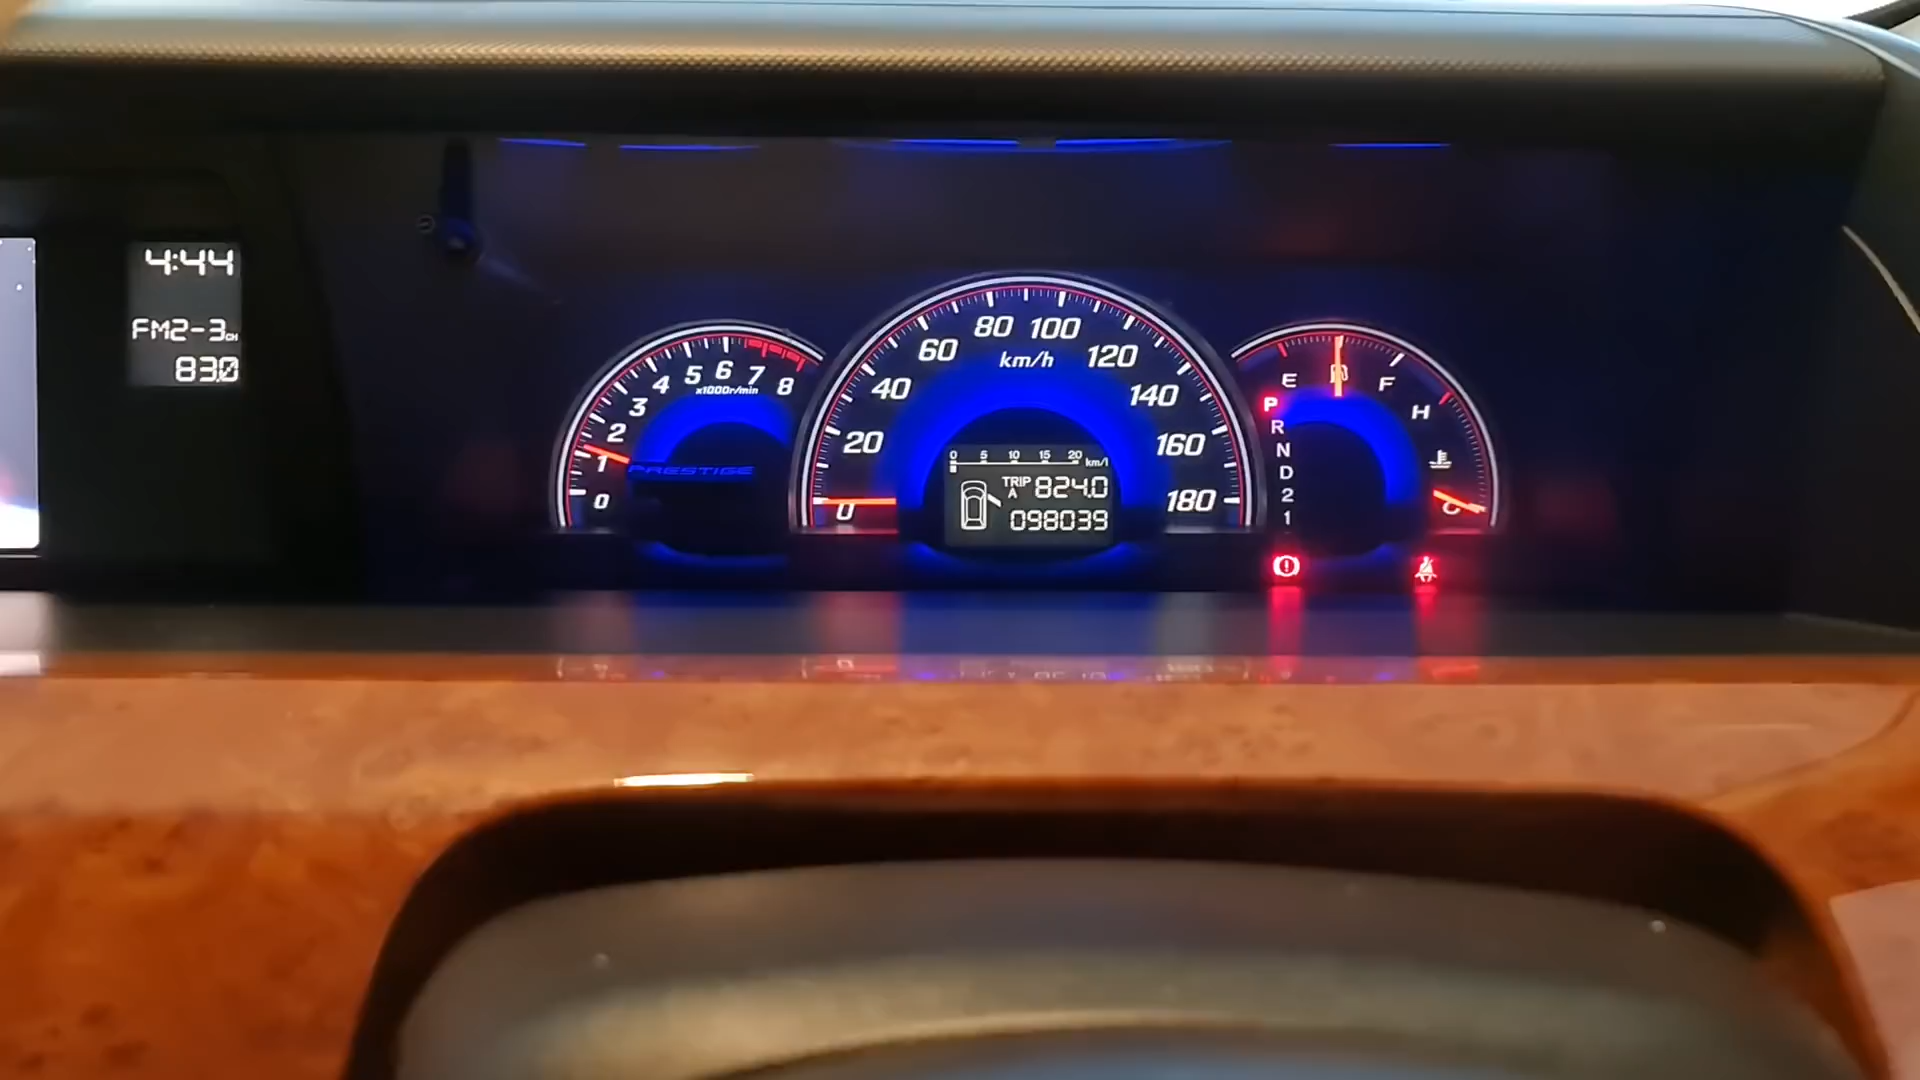 4:44
FM2-3CH
83.0
0 1 2 3 4 5 6 7 8
x1000r/min
PRESTIGE
0 20 40 60 80 100 120 140 160 180
km/h
0 5 10 15 20 km/l
TRIP A 824.0
098039
E F
H
C
P
R
N
D
2
1